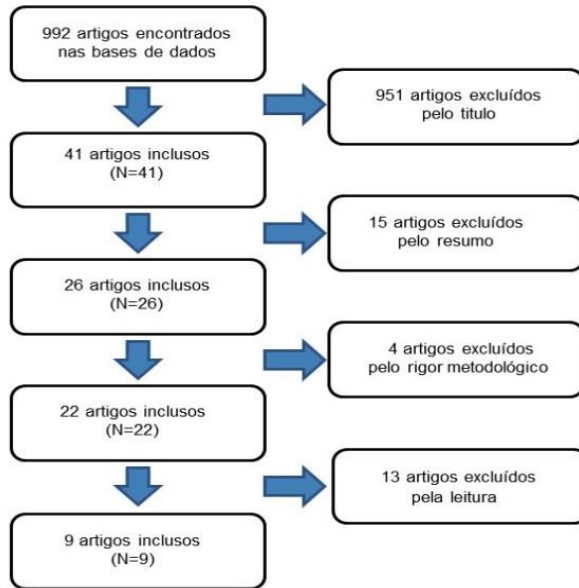 992 artigos encontrados
nas bases de dados
951 artigos excluídos
pelo titulo
41 artigos inclusos
(N=41)
15 artigos excluídos
pelo resumo
26 artigos inclusos
(N=26)
4 artigos excluídos
pelo rigor metodológico
22 artigos inclusos
(N=22)
13 artigos excluídos
pela leitura
9 artigos inclusos
(N=9)